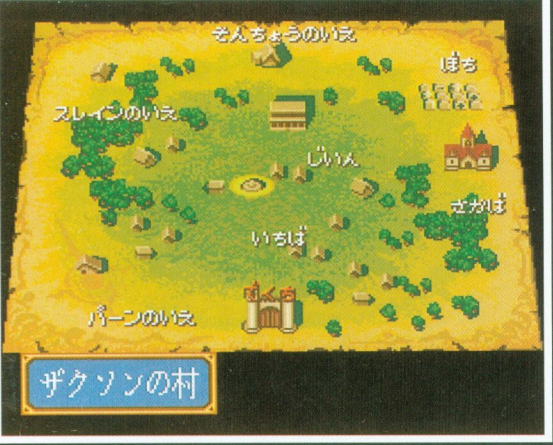 そんちょうのいえ
ぼち
スレインのいえ
じいん
さかば
いちば
パーンのいえ
ザクソンの村